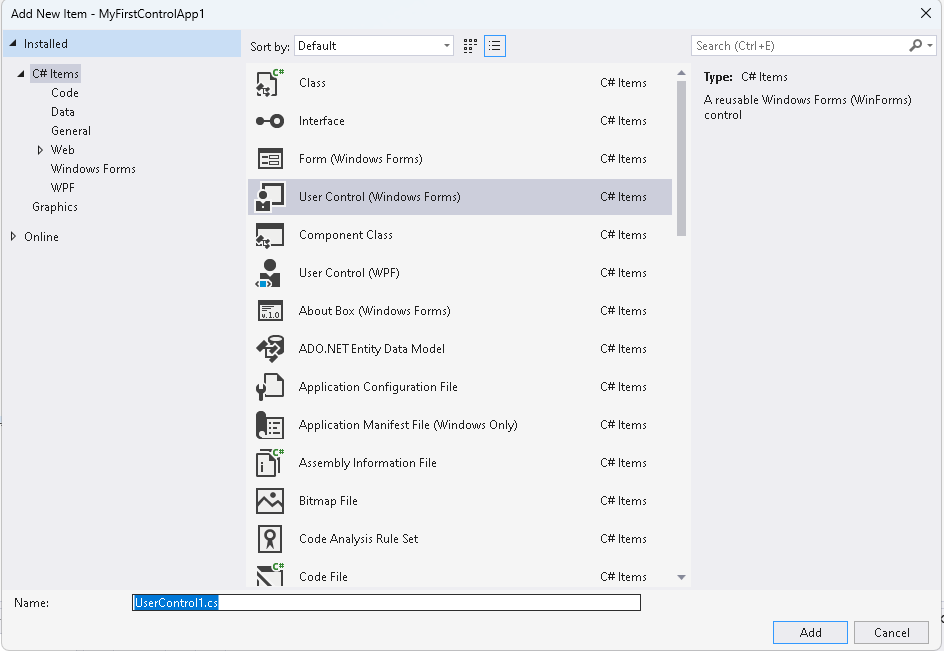 Add New Item - MyFirstControlApp1
Installed
Sort by: Default
Search (Ctrl+E)
C# Items
Code
Data
General
Web
Windows Forms
WPF
Graphics
Online
C#
Class C# Items
Interface C# Items
Form (Windows Forms) C# Items
User Control (Windows Forms) C# Items
Component Class C# Items
User Control (WPF) C# Items
v.1.0
About Box (Windows Forms) C# Items
ADO.NET Entity Data Model C# Items
Application Configuration File C# Items
Application Manifest File (Windows Only) C# Items
C#
Assembly Information File C# Items
Bitmap File C# Items
Code Analysis Rule Set C# Items
C#
Code File C# Items
Type: C# Items
A reusable Windows Forms (WinForms)
control
Name: UserControl1.cs
Add Cancel